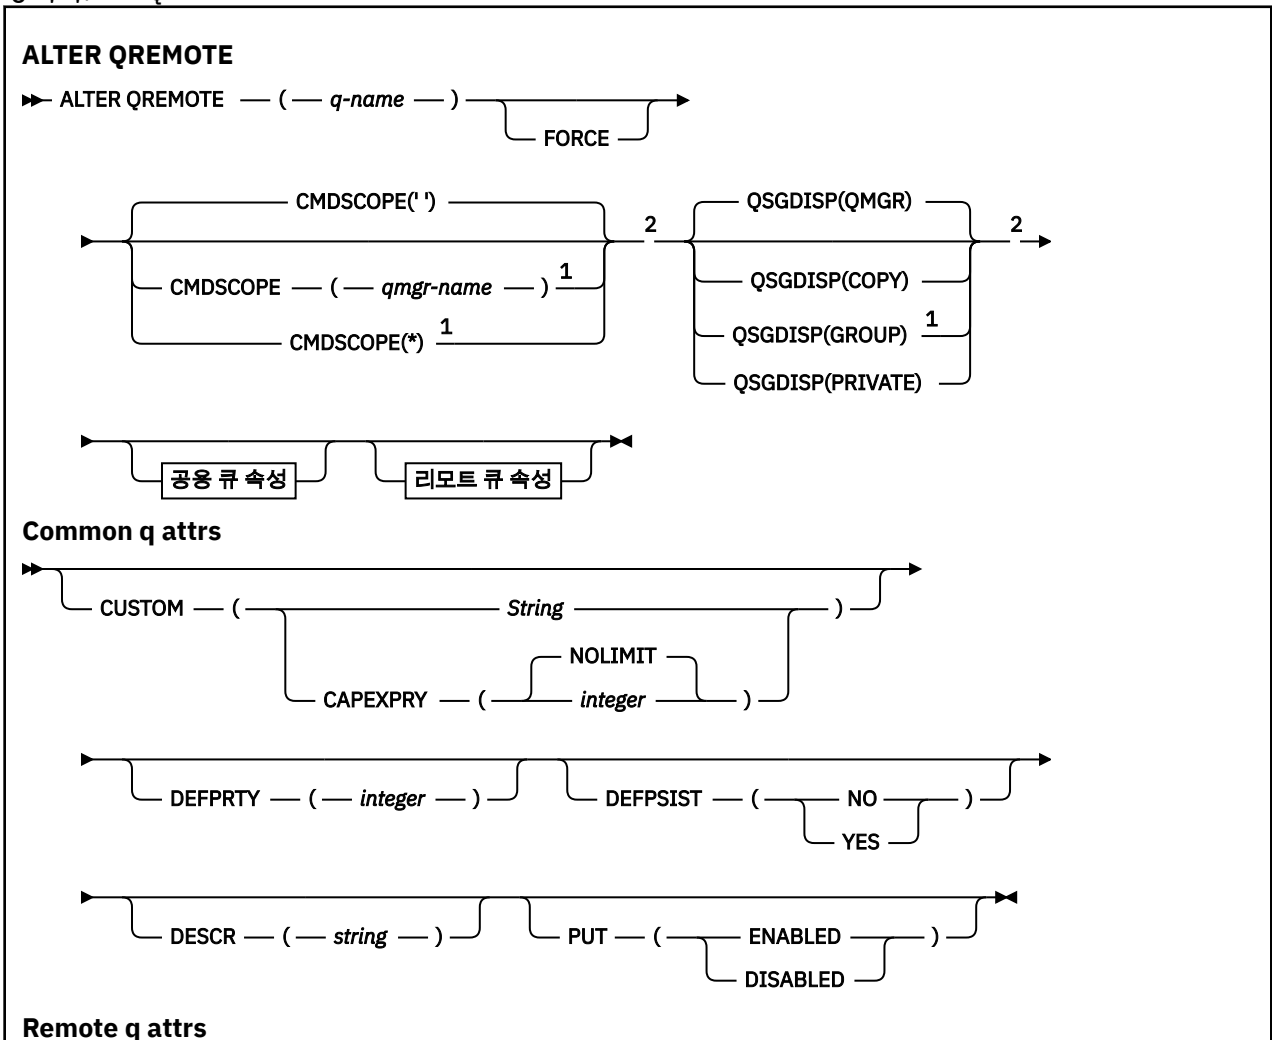 ALTER QREMOTE
ALTER QREMOTE ( q-name )
FORCE
CMDSCOPE(' ')
CMDSCOPE ( qmgr-name ) 1
CMDSCOPE(*) 1
2
QSGDISP(QMGR)
QSGDISP(COPY)
QSGDISP(GROUP) 1
QSGDISP(PRIVATE)
2
공용 큐 속성
리모트 큐 속성
Common q attrs
CUSTOM ( String )
CAPEXPRY ( NOLIMIT
integer )
DEFPRTY ( integer )
DEFPSIST ( NO )
YES
DESCR ( string )
PUT ( ENABLED )
DISABLED
Remote q attrs